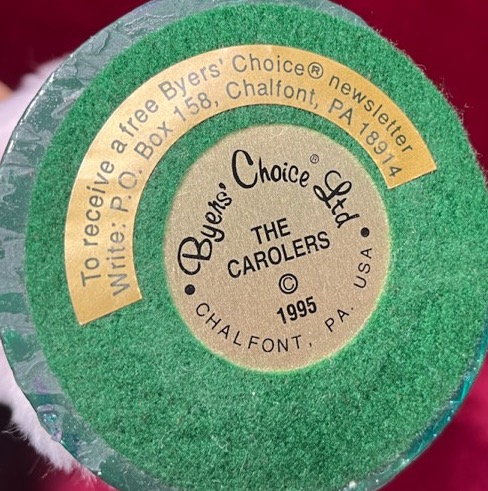 To receive a free Byers' Choice® newsletter
Write: P.O. Box 158, Chalfont, PA 18914
Byers' Choice® Ltd
THE
CAROLERS
©
1995
• CHALFONT, PA. USA •